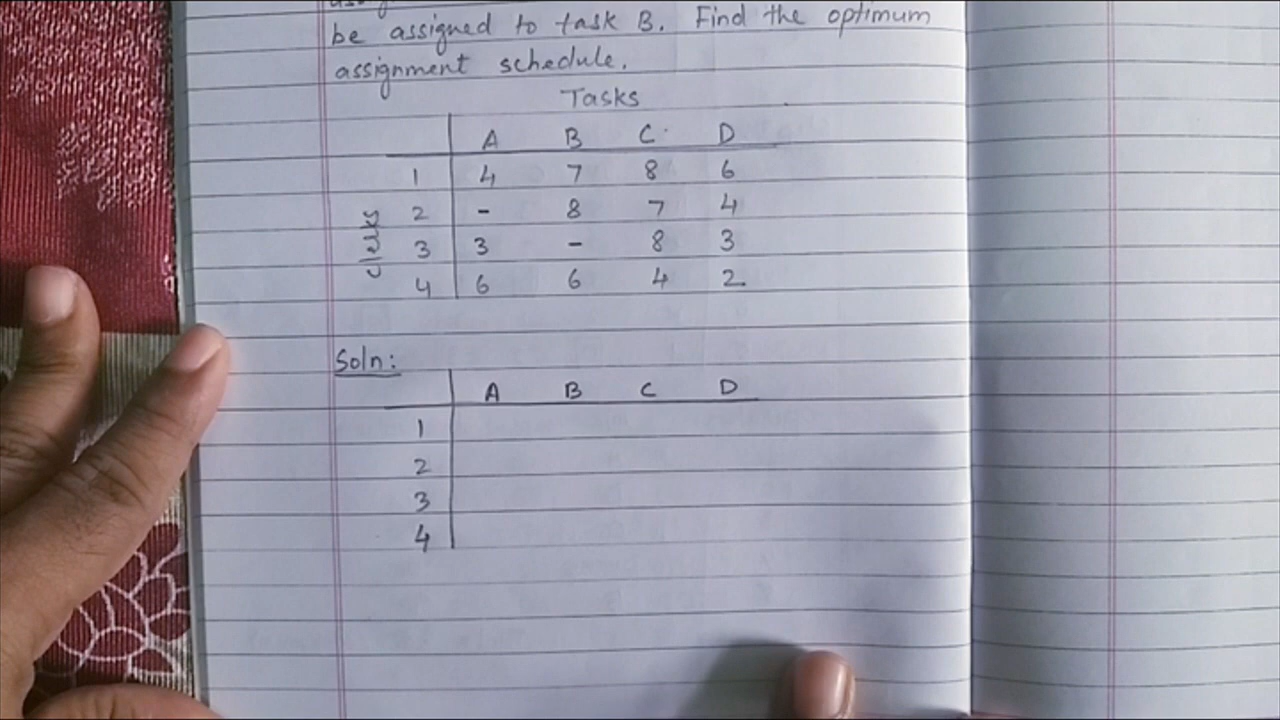 be assigned to task B. Find the optimum
assignment schedule.
Tasks
A B C D
1 4 7 8 6
2 - 8 7 4
3 3 - 8 3
4 6 6 4 2
Soln:
A B C D
1
2
3
4